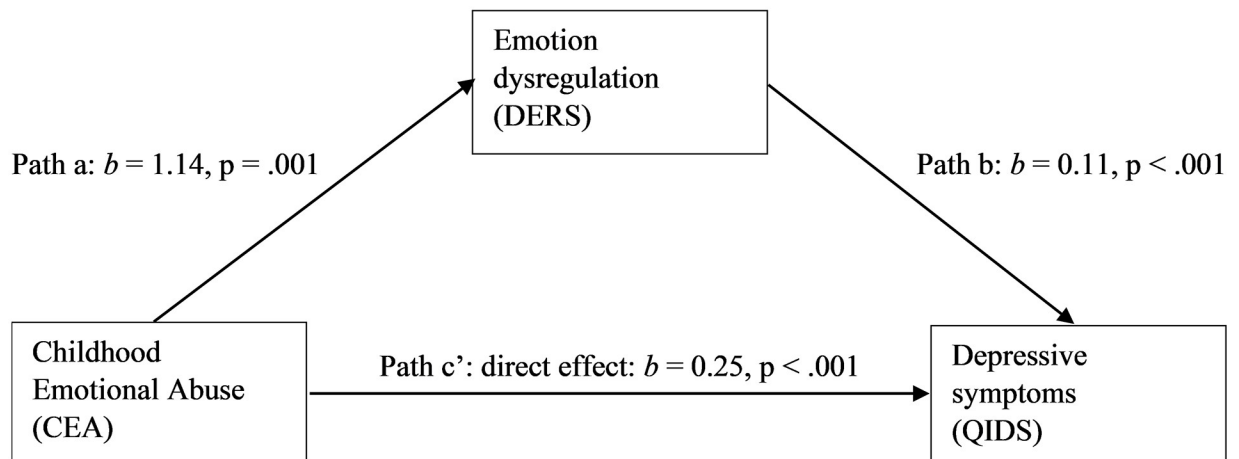 Emotion
dysregulation
(DERS)
Path a: b = 1.14, p = .001
Path b: b = 0.11, p < .001
Childhood
Emotional Abuse
(CEA)
Path c’: direct effect: b = 0.25, p < .001
Depressive
symptoms
(QIDS)